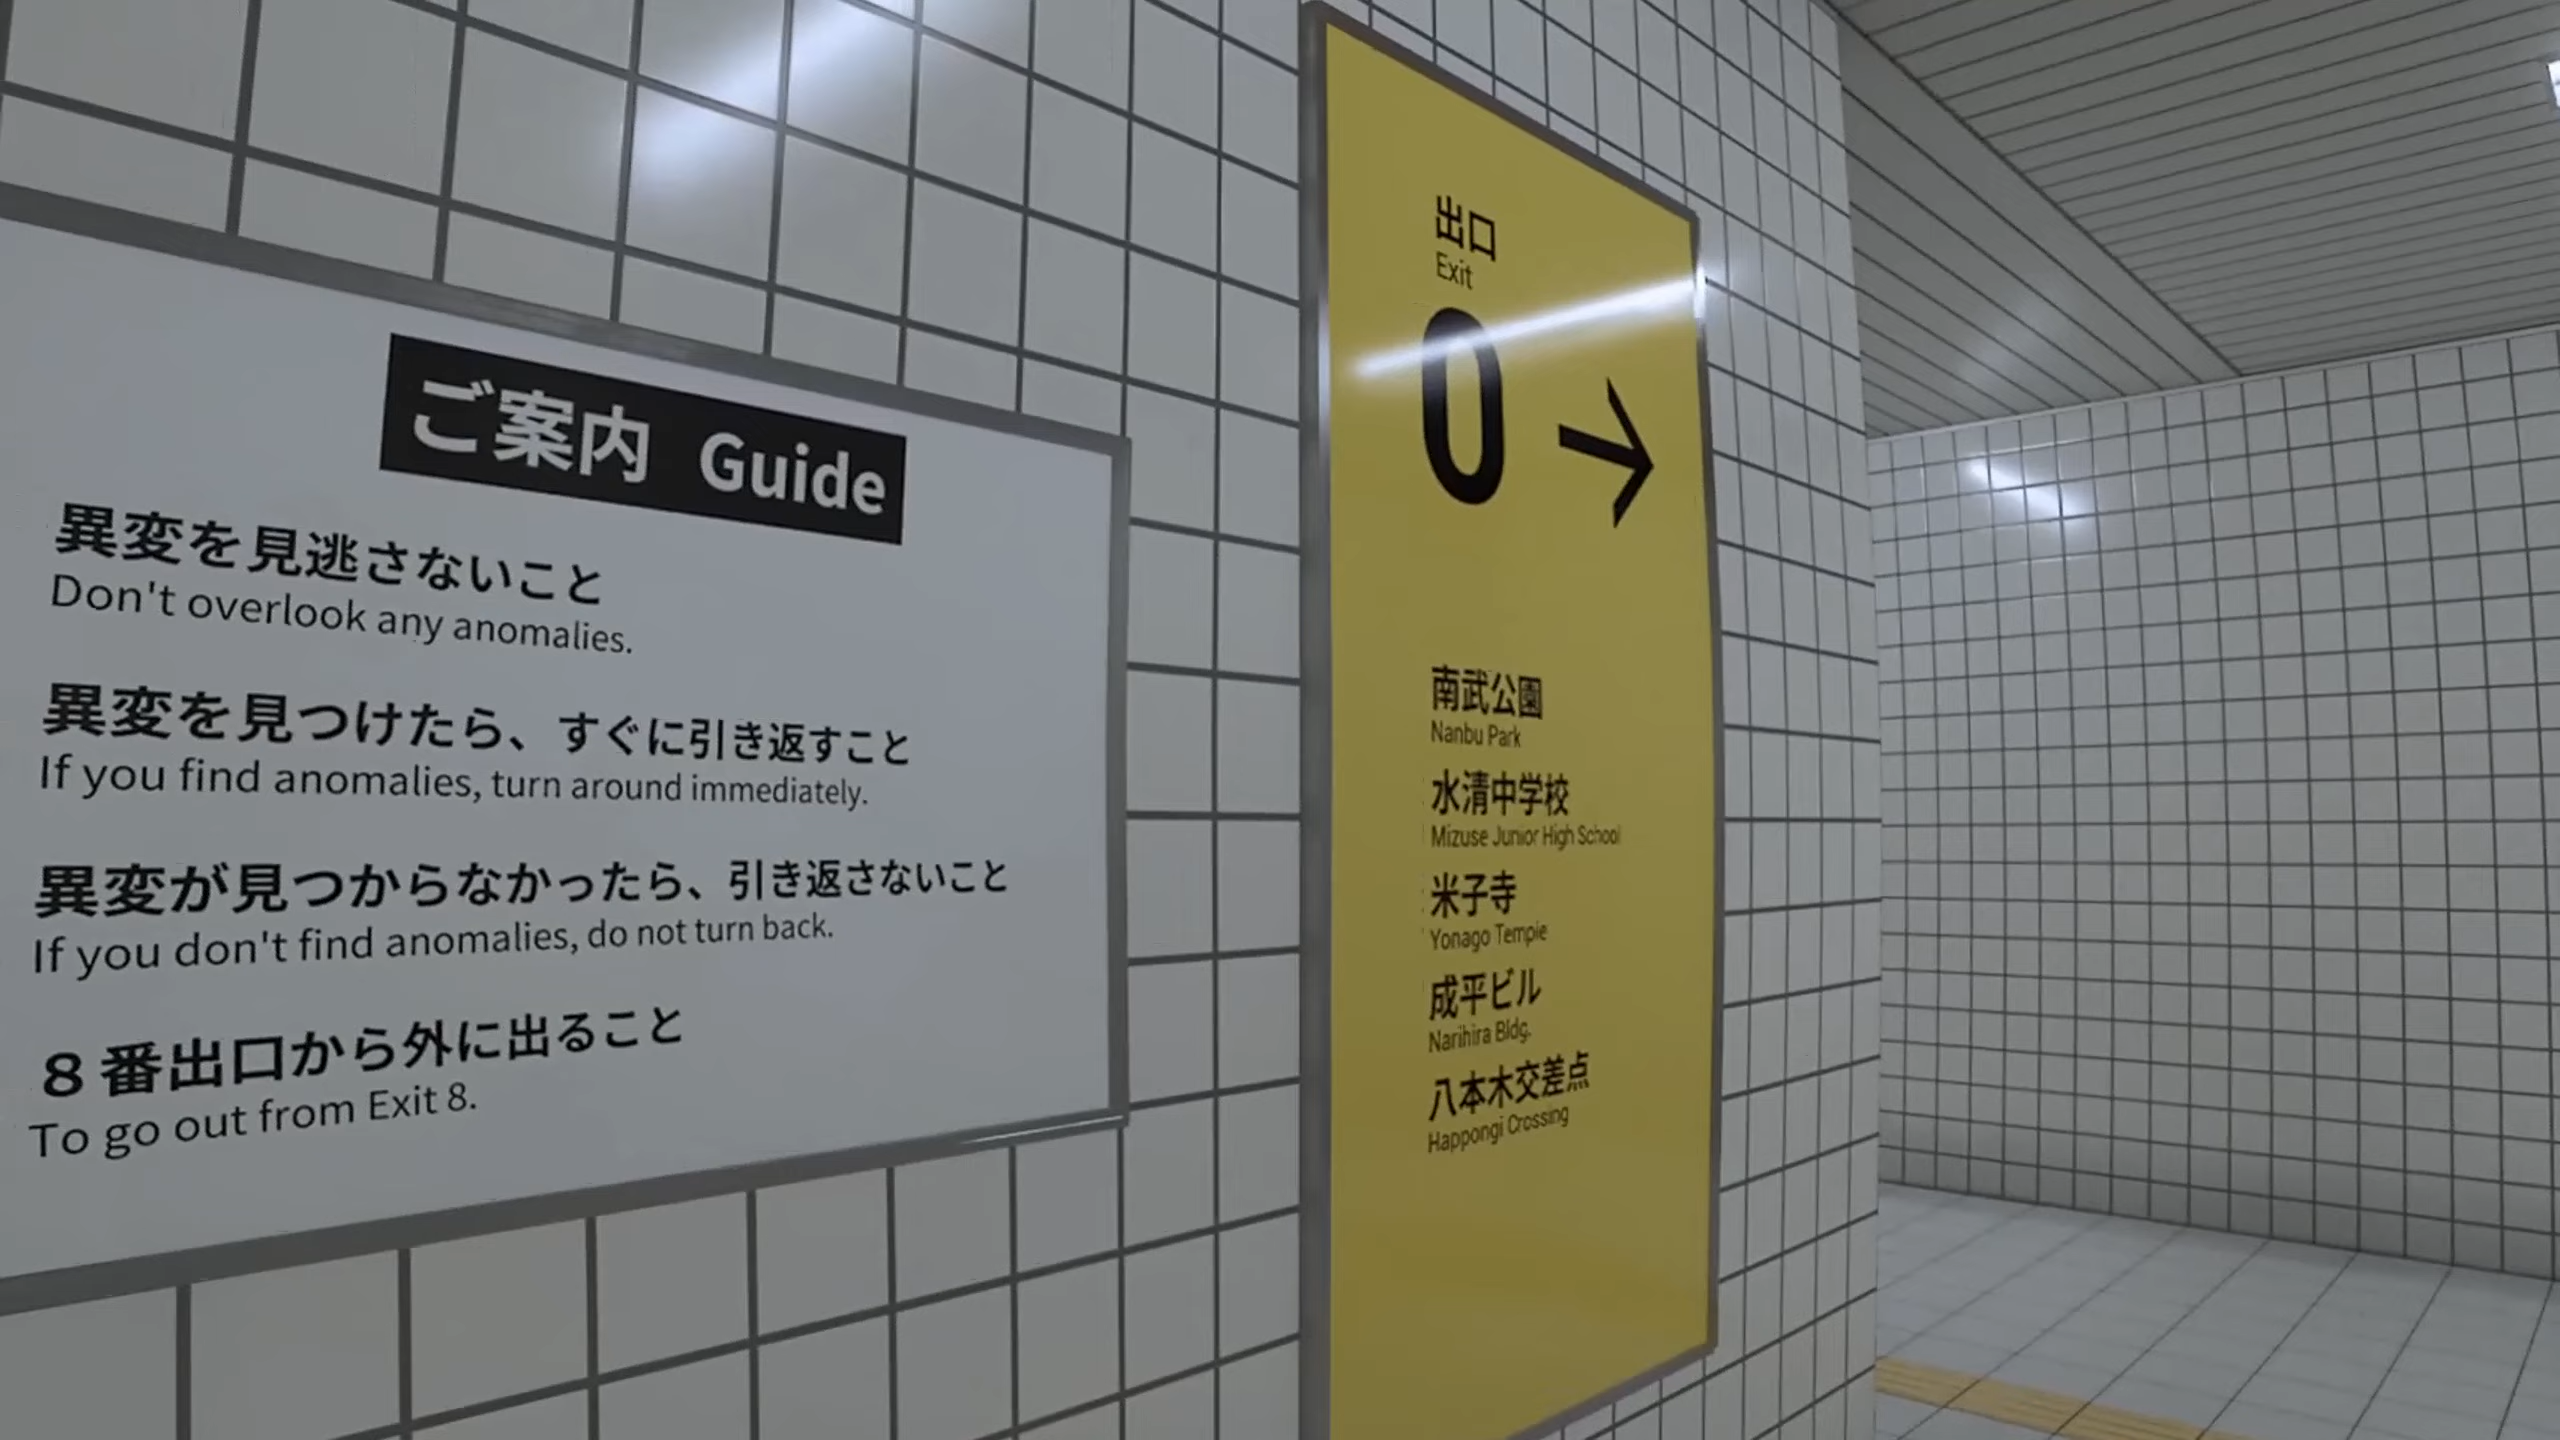 ご案内 Guide
異変を見逃さないこと
Don't overlook any anomalies.
異変を見つけたら、すぐに引き返すこと
If you find anomalies, turn around immediately.
異変が見つからなかったら、引き返さないこと
If you don't find anomalies, do not turn back.
8番出口から外に出ること
To go out from Exit 8.
出口
Exit
0 →
南武公園
Nanbu Park
水清中学校
Mizuse Junior High School
米子寺
Yonago Temple
成平ビル
Narihira Bldg.
八本木交差点
Happongi Crossing